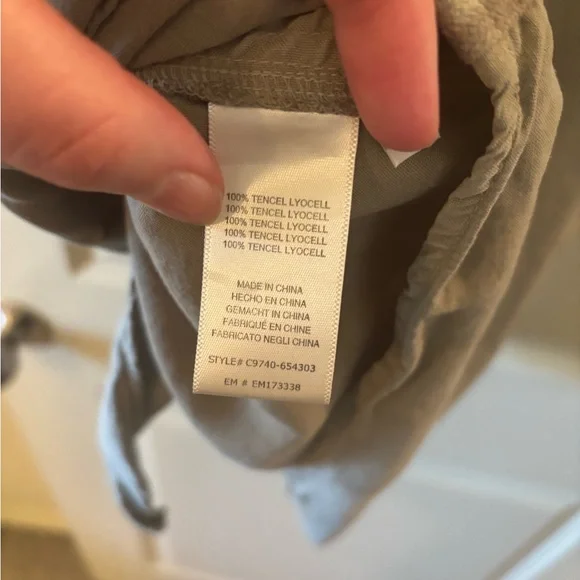 100% TENCEL LYOCELL
100% TENCEL LYOCELL
100% TENCEL LYOCELL
100% TENCEL LYOCELL
100% TENCEL LYOCELL
MADE IN CHINA
HECHO EN CHINA
GEMACHT IN CHINA
FABRIQUÉ EN CHINE
FABRICATO NEGLI CHINA
STYLE# C9740-654303
EM # EM173338